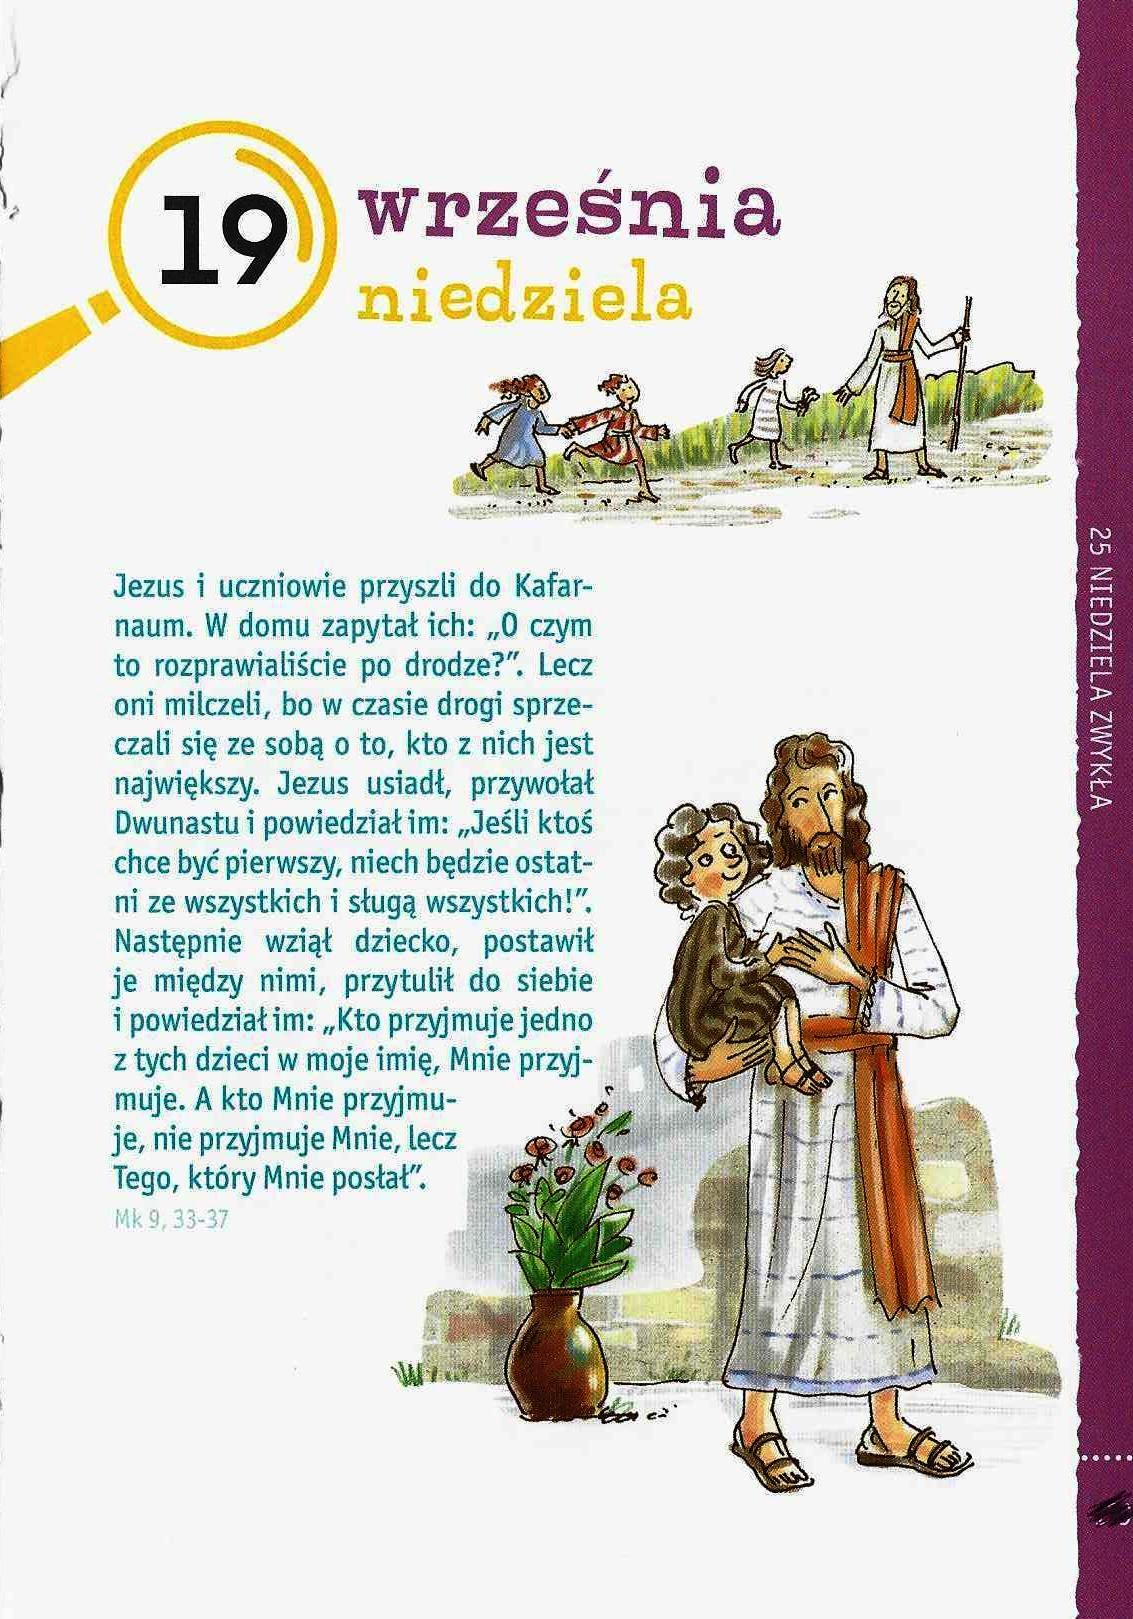 19
września
niedziela
Jezus i uczniowie przyszli do Kafar-
naum. W domu zapytał ich: „O czym
to rozprawialiście po drodze?”. Lecz
oni milczeli, bo w czasie drogi sprze-
czali się ze sobą o to, kto z nich jest
największy. Jezus usiadł, przywołał
Dwunastu i powiedział im: „Jeśli ktoś
chce być pierwszy, niech będzie ostat-
ni ze wszystkich i sługą wszystkich!”.
Następnie wziął dziecko, postawił
je między nimi, przytulił do siebie
i powiedział im: „Kto przyjmuje jedno
z tych dzieci w moje imię, Mnie przyj-
muje. A kto Mnie przyjmu-
je, nie przyjmuje Mnie, lecz
Tego, który Mnie posłał”.
Mk 9, 33-37
25 NIEDZIELA ZWYKŁA